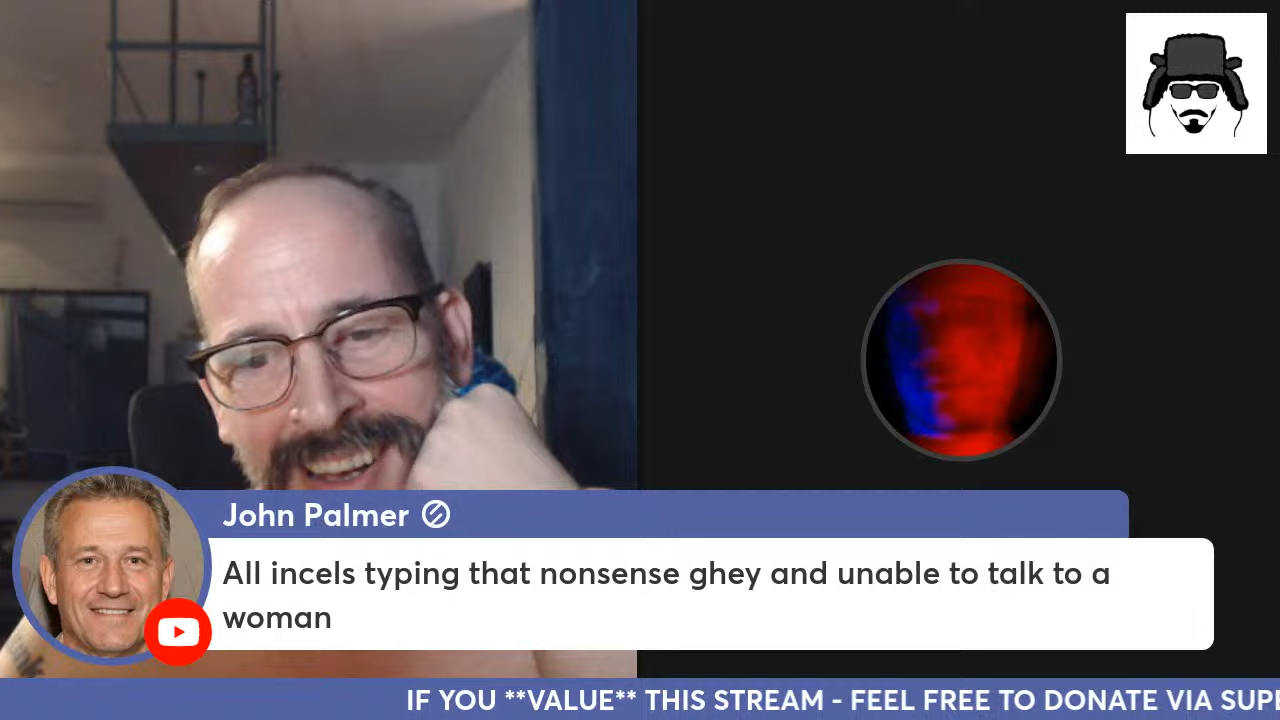 John Palmer
All incels typing that nonsense ghey and unable to talk to a
woman
IF YOU **VALUE** THIS STREAM - FEEL FREE TO DONATE VIA